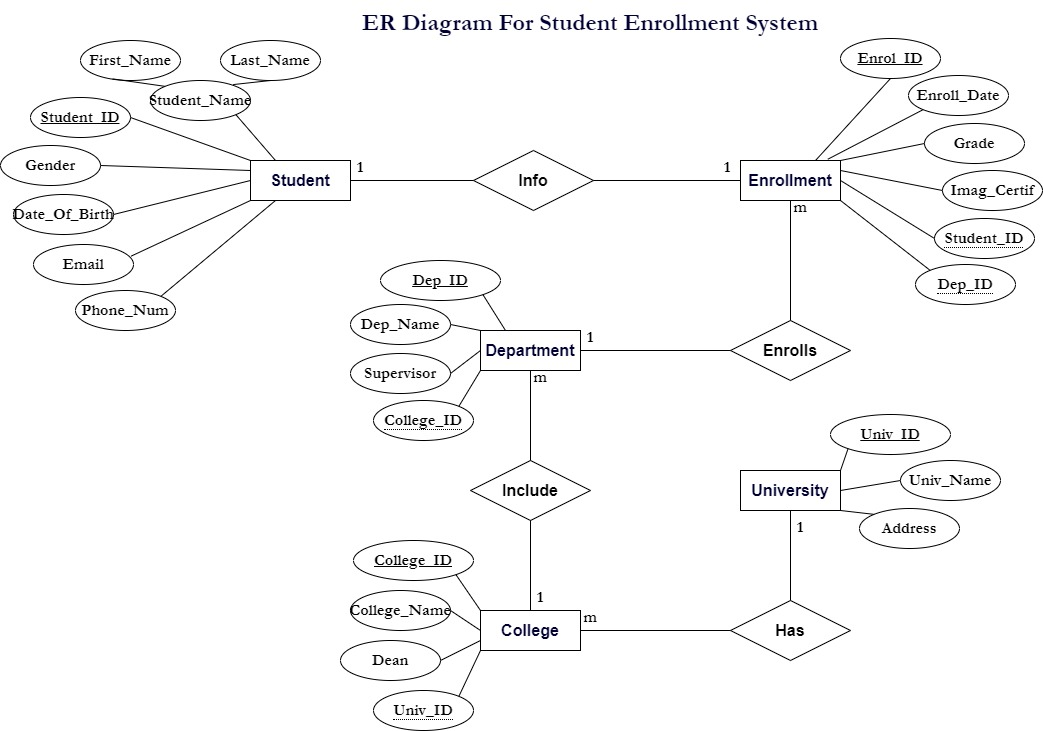 ER Diagram For Student Enrollment System
First_Name
Last_Name
Student_Name
Student_ID
Gender
Date_Of_Birth
Email
Phone_Num
Student
1
Info
1
Enrollment
m
Enrol_ID
Enroll_Date
Grade
Imag_Certif
Student_ID
Dep_ID
Dep_ID
Dep_Name
Supervisor
College_ID
Department
1
m
Enrolls
Include
Univ_ID
Univ_Name
Address
University
1
College_ID
College_Name
Dean
Univ_ID
1
College
m
Has